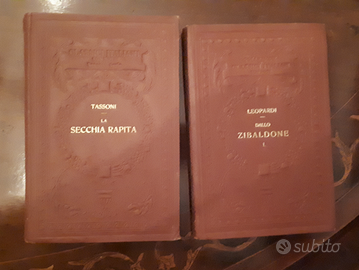 TASSONI
LA
SECCHIA RAPITA
LEOPARDI
DALLO
ZIBALDONE
I
subito